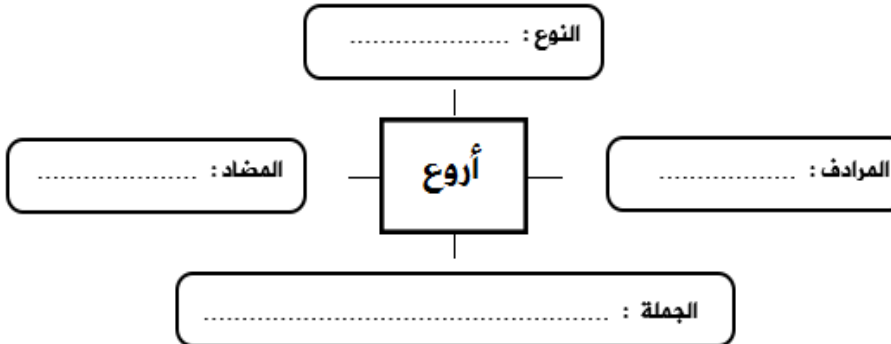 النوع : ....................
المرادف : ..................
أروع
المضاد : .....................
الجملة : ...................................................